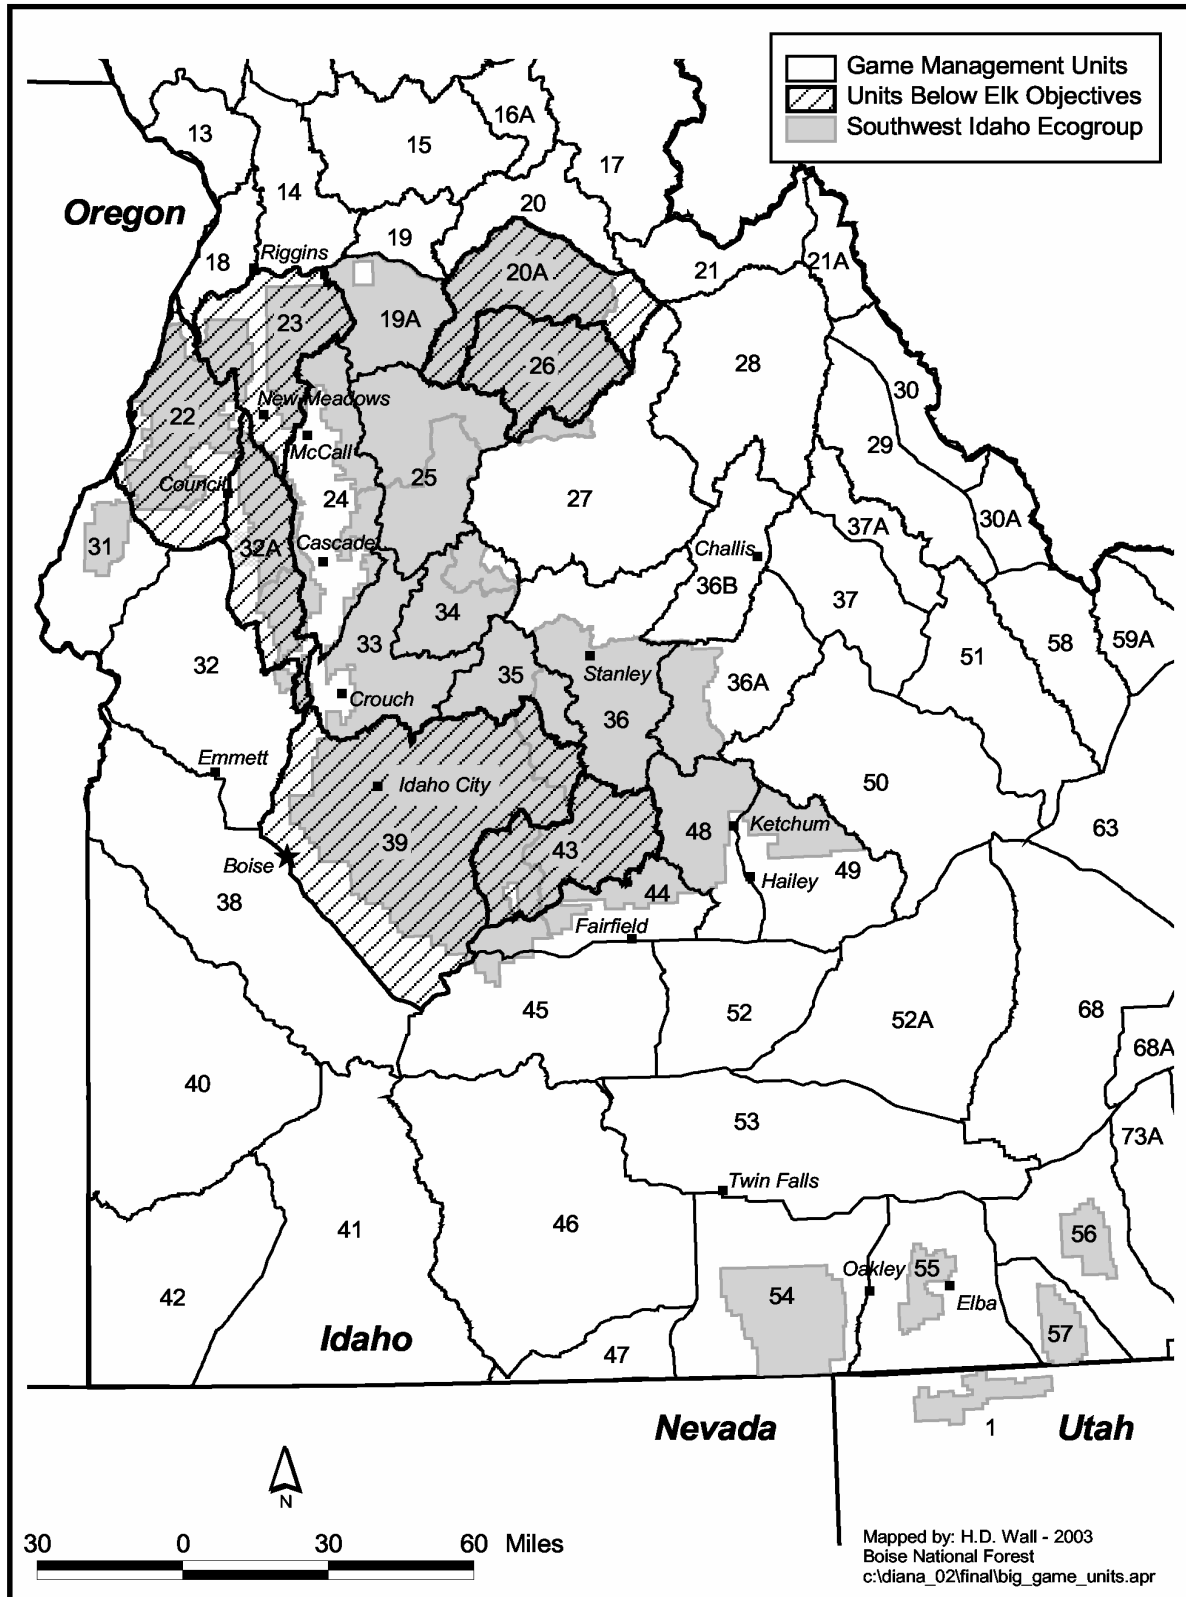 Game Management Units
Units Below Elk Objectives
Southwest Idaho Ecogroup
16A
13
15
17
14
20
Oregon
19
18
Riggins
21
21A
20A
23
19A
28
26
30
22
New Meadows
29
McCall
25
Council
24
27
30A
37A
31
32A
Cascade
Challis
36B
37
34
58
59A
33
32
35
Stanley
51
36A
Crouch
36
Emmett
Idaho City
50
48
Ketchum
63
39
43
Boise
Hailey
49
44
38
Fairfield
45
52
52A
68
68A
40
53
73A
Twin Falls
41
46
56
Oakley
55
42
54
Elba
Idaho
57
47
Nevada
1
Utah
N
30
0
30
60
Miles
Mapped by: H.D. Wall - 2003
Boise National Forest
c:\diana_02\final\big_game_units.apr